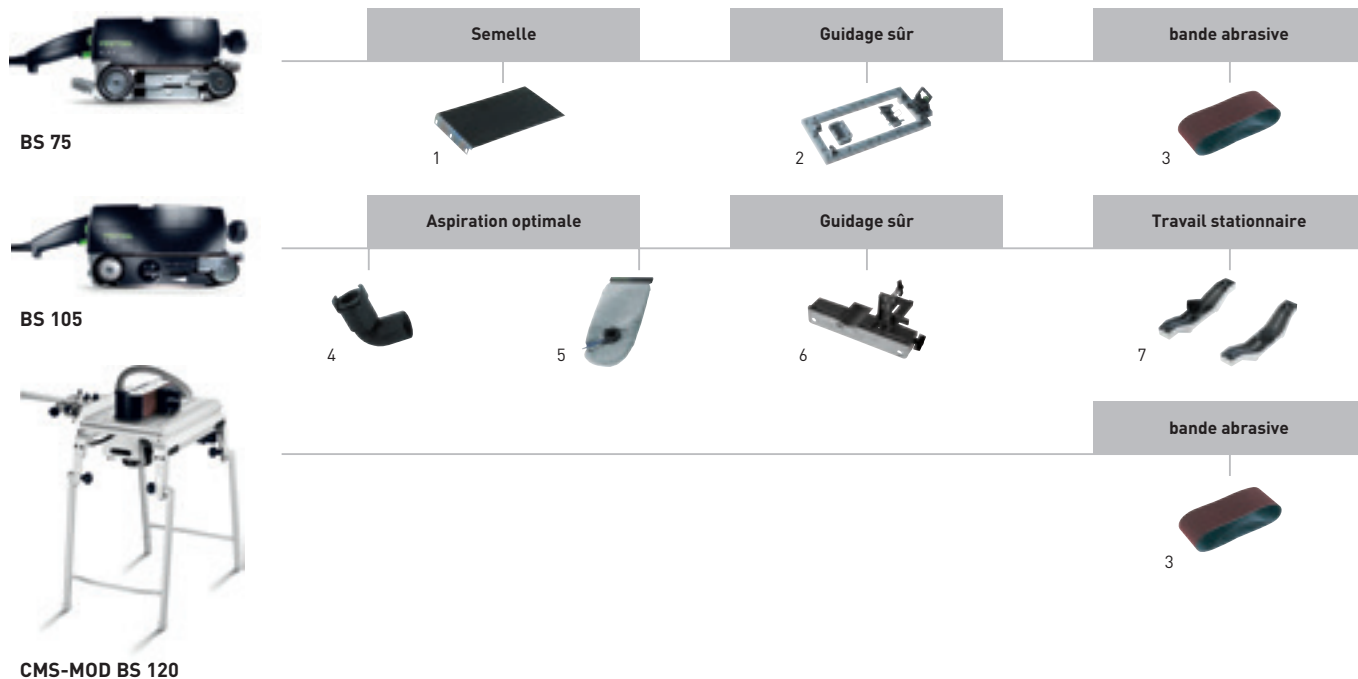 Semelle
Guidage sûr
bande abrasive
BS 75
1
2
3
Aspiration optimale
Guidage sûr
Travail stationnaire
BS 105
4
5
6
7
bande abrasive
3
CMS-MOD BS 120